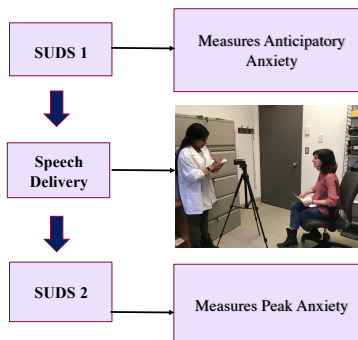 SUDS 1
Measures Anticipatory
Anxiety
Speech
Delivery
SUDS 2
Measures Peak Anxiety